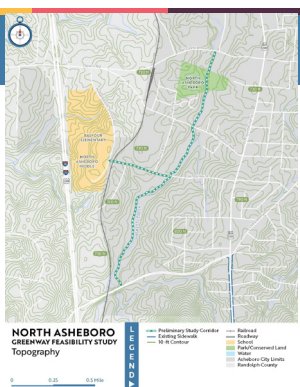 NORTH
ASHEBORO
PARK
BALFOUR
ELEMENTARY
NORTH
ASHEBORO
MIDDLE
NORTH ASHEBORO
GREENWAY FEASIBILITY STUDY
Topography
0 0.25 0.5 Mile
LEGEND
Preliminary Study Corridor
Existing Sidewalk
10-ft Contour
Railroad
Roadway
School
Park/Conserved Land
Water
Asheboro City Limits
Randolph County